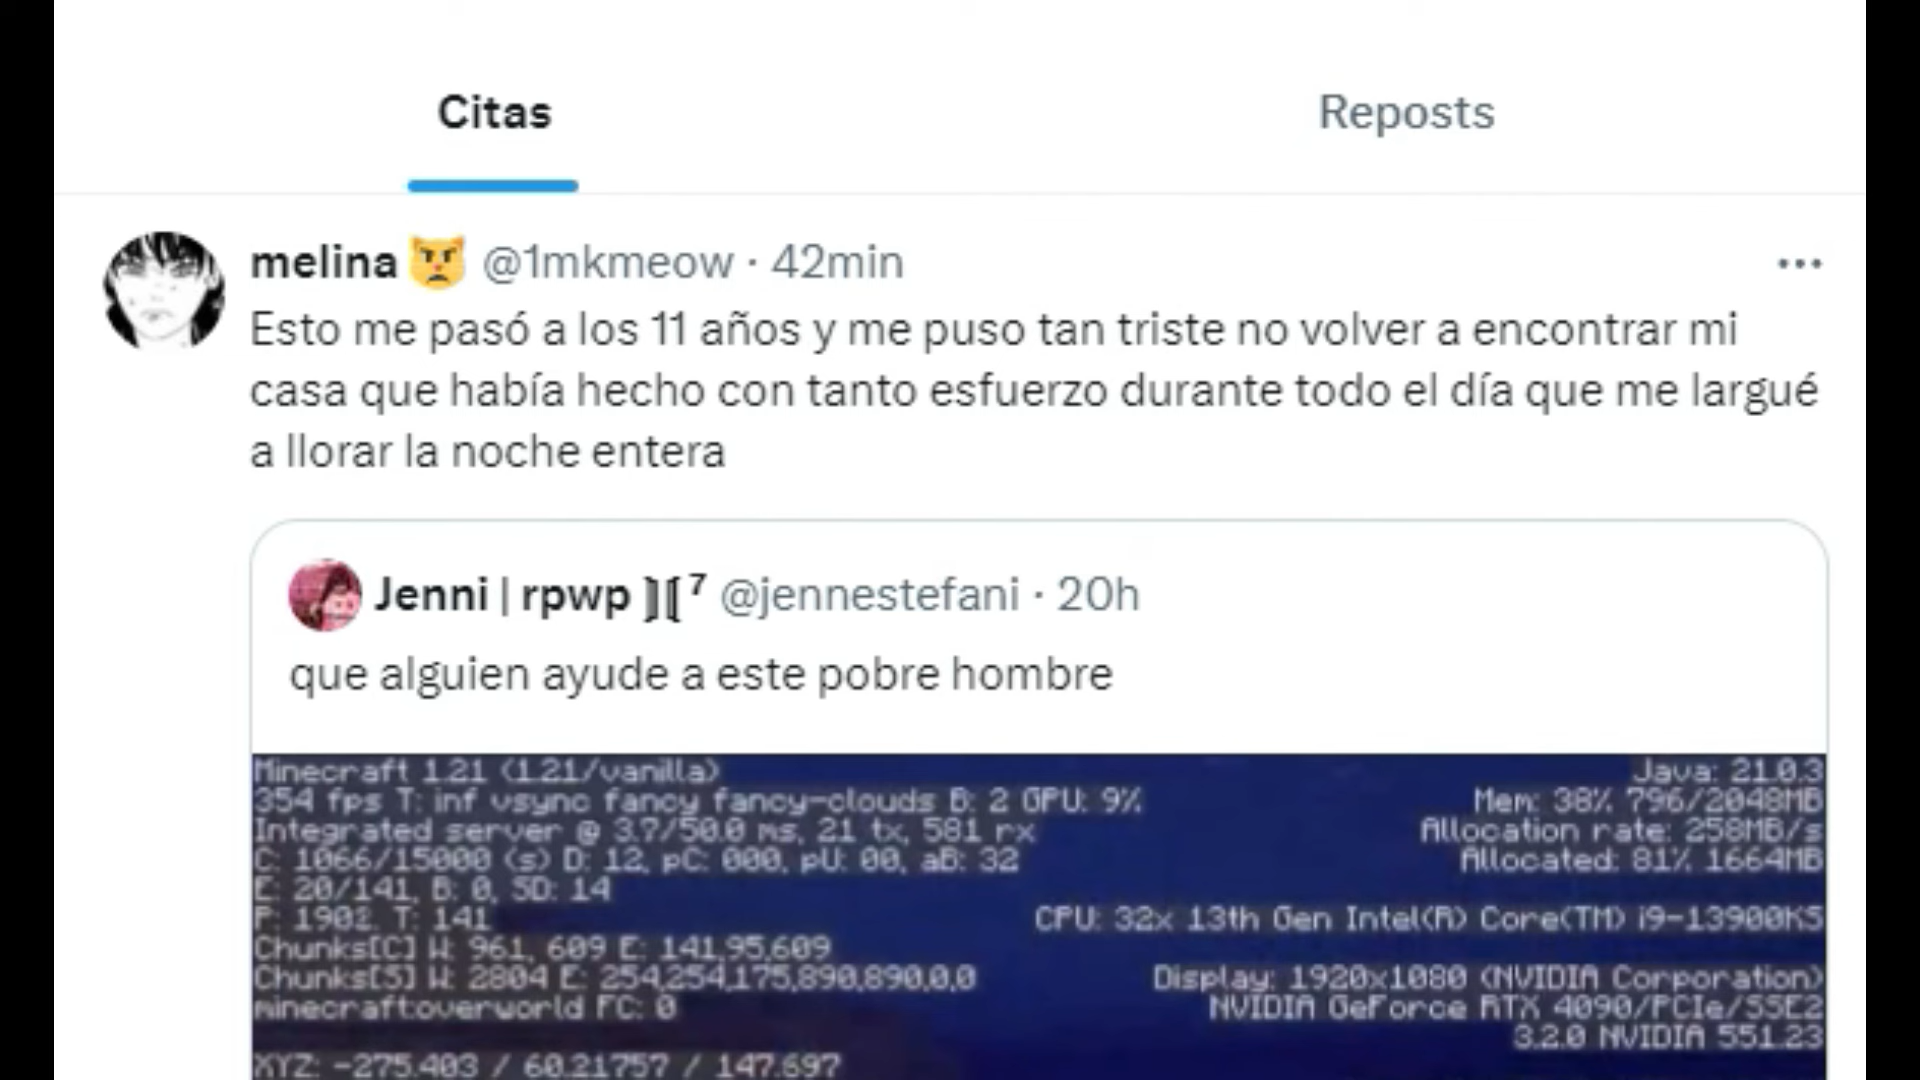 Citas
Reposts
melina 😾 @1mkmeow · 42min
Esto me pasó a los 11 años y me puso tan triste no volver a encontrar mi
casa que había hecho con tanto esfuerzo durante todo el día que me largué
a llorar la noche entera
Jenni | rpwp ⁷ @jennestefani · 20h
que alguien ayude a este pobre hombre
Minecraft 1.21 (1.21/vanilla)
Java: 21.0.3
354 fps T: inf vsync fancy fancy-clouds B: 2 GPU: 9%
Mem: 38% 796/2048MB
Integrated server @ 3.7/50.0 ms, 21 tx, 581 rx
Allocation rate: 258MB/s
C: 1066/15000 (s) D: 12, pC: 000, pU: 00, aB: 32
Allocated: 81% 1664MB
E: 20/141, B: 0, SD: 14
P: 1902. T: 141
CPU: 32x 13th Gen Intel(R) Core(TM) i9-13900KS
Chunks[C] W: 961, 609 E: 141,95,609
Chunks[S] W: 2804 E: 254,254,175,890,890,0,0
Display: 1920x1080 (NVIDIA Corporation)
minecraft:overworld FC: 0
NVIDIA GeForce RTX 4090/PCIe/SSE2
3.2.0 NVIDIA 551.23
XYZ: -275.403 / 60.21757 / 147.697